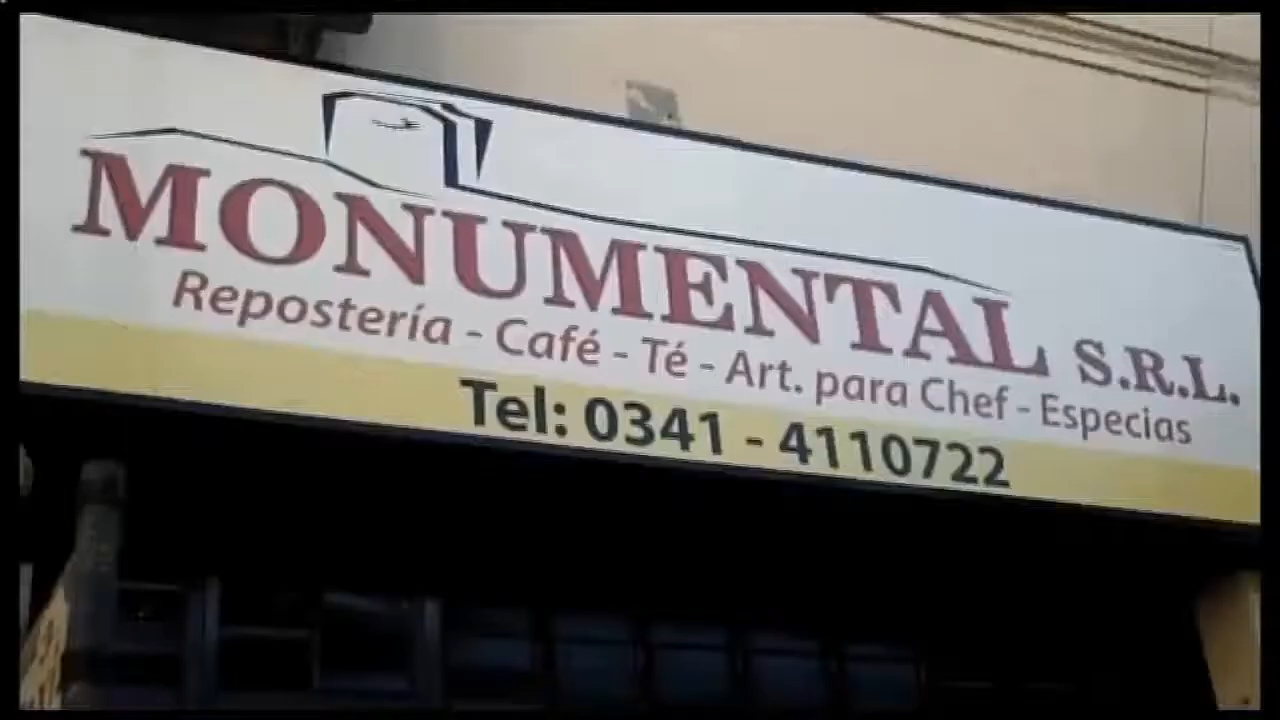 MONUMENTAL S.R.L.
Repostería - Café - Té - Art. para Chef - Especias
Tel: 0341 - 4110722